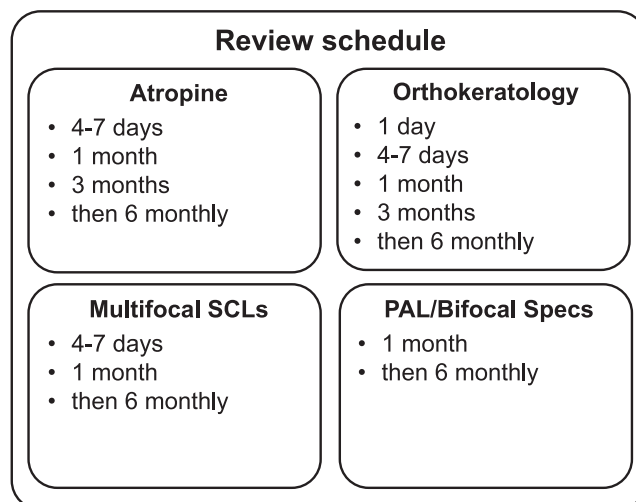 Review schedule
Atropine
• 4-7 days
• 1 month
• 3 months
• then 6 monthly
Orthokeratology
• 1 day
• 4-7 days
• 1 month
• 3 months
• then 6 monthly
Multifocal SCLs
• 4-7 days
• 1 month
• then 6 monthly
PAL/Bifocal Specs
• 1 month
• then 6 monthly